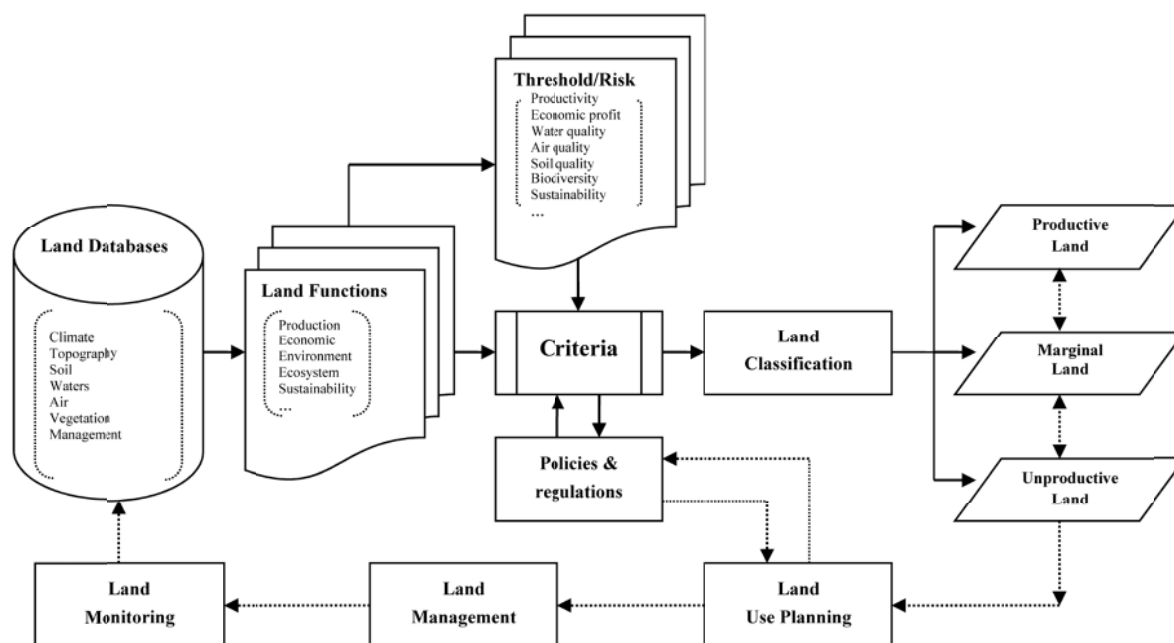 Threshold/Risk
Productivity
Economic profit
Water quality
Air quality
Soil quality
Biodiversity
Sustainability
…
Land Databases
Climate
Topography
Soil
Waters
Air
Vegetation
Management
Land Functions
Production
Economic
Environment
Ecosystem
Sustainability
…
Criteria
Land
Classification
Productive
Land
Marginal
Land
Unproductive
Land
Policies &
regulations
Land
Monitoring
Land
Management
Land
Use Planning